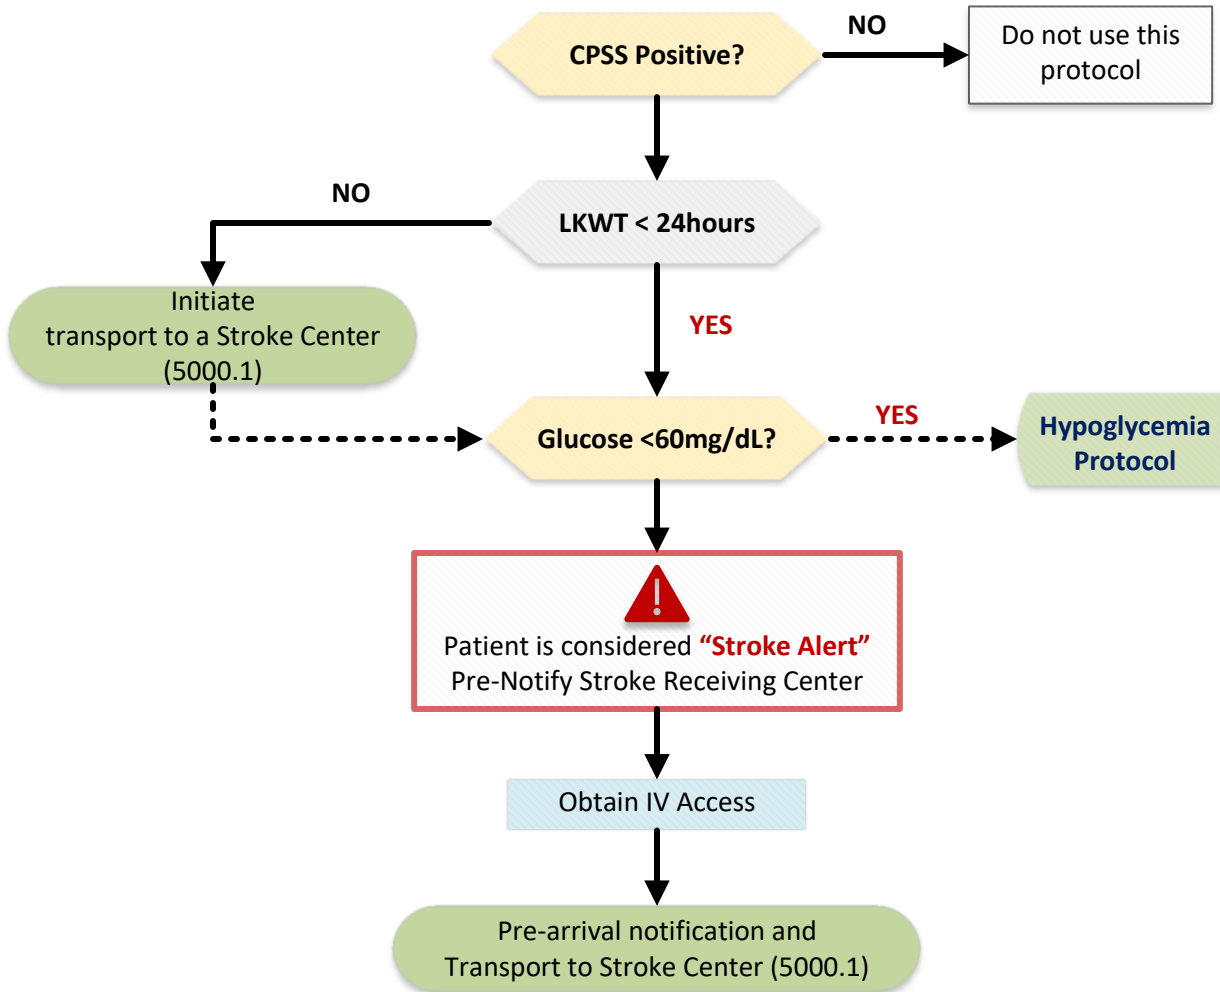 CPSS Positive?
NO
Do not use this
protocol
NO
LKWT < 24hours
Initiate
transport to a Stroke Center
(5000.1)
YES
Glucose <60mg/dL?
YES
Hypoglycemia
Protocol
!
Patient is considered “Stroke Alert”
Pre-Notify Stroke Receiving Center
Obtain IV Access
Pre-arrival notification and
Transport to Stroke Center (5000.1)